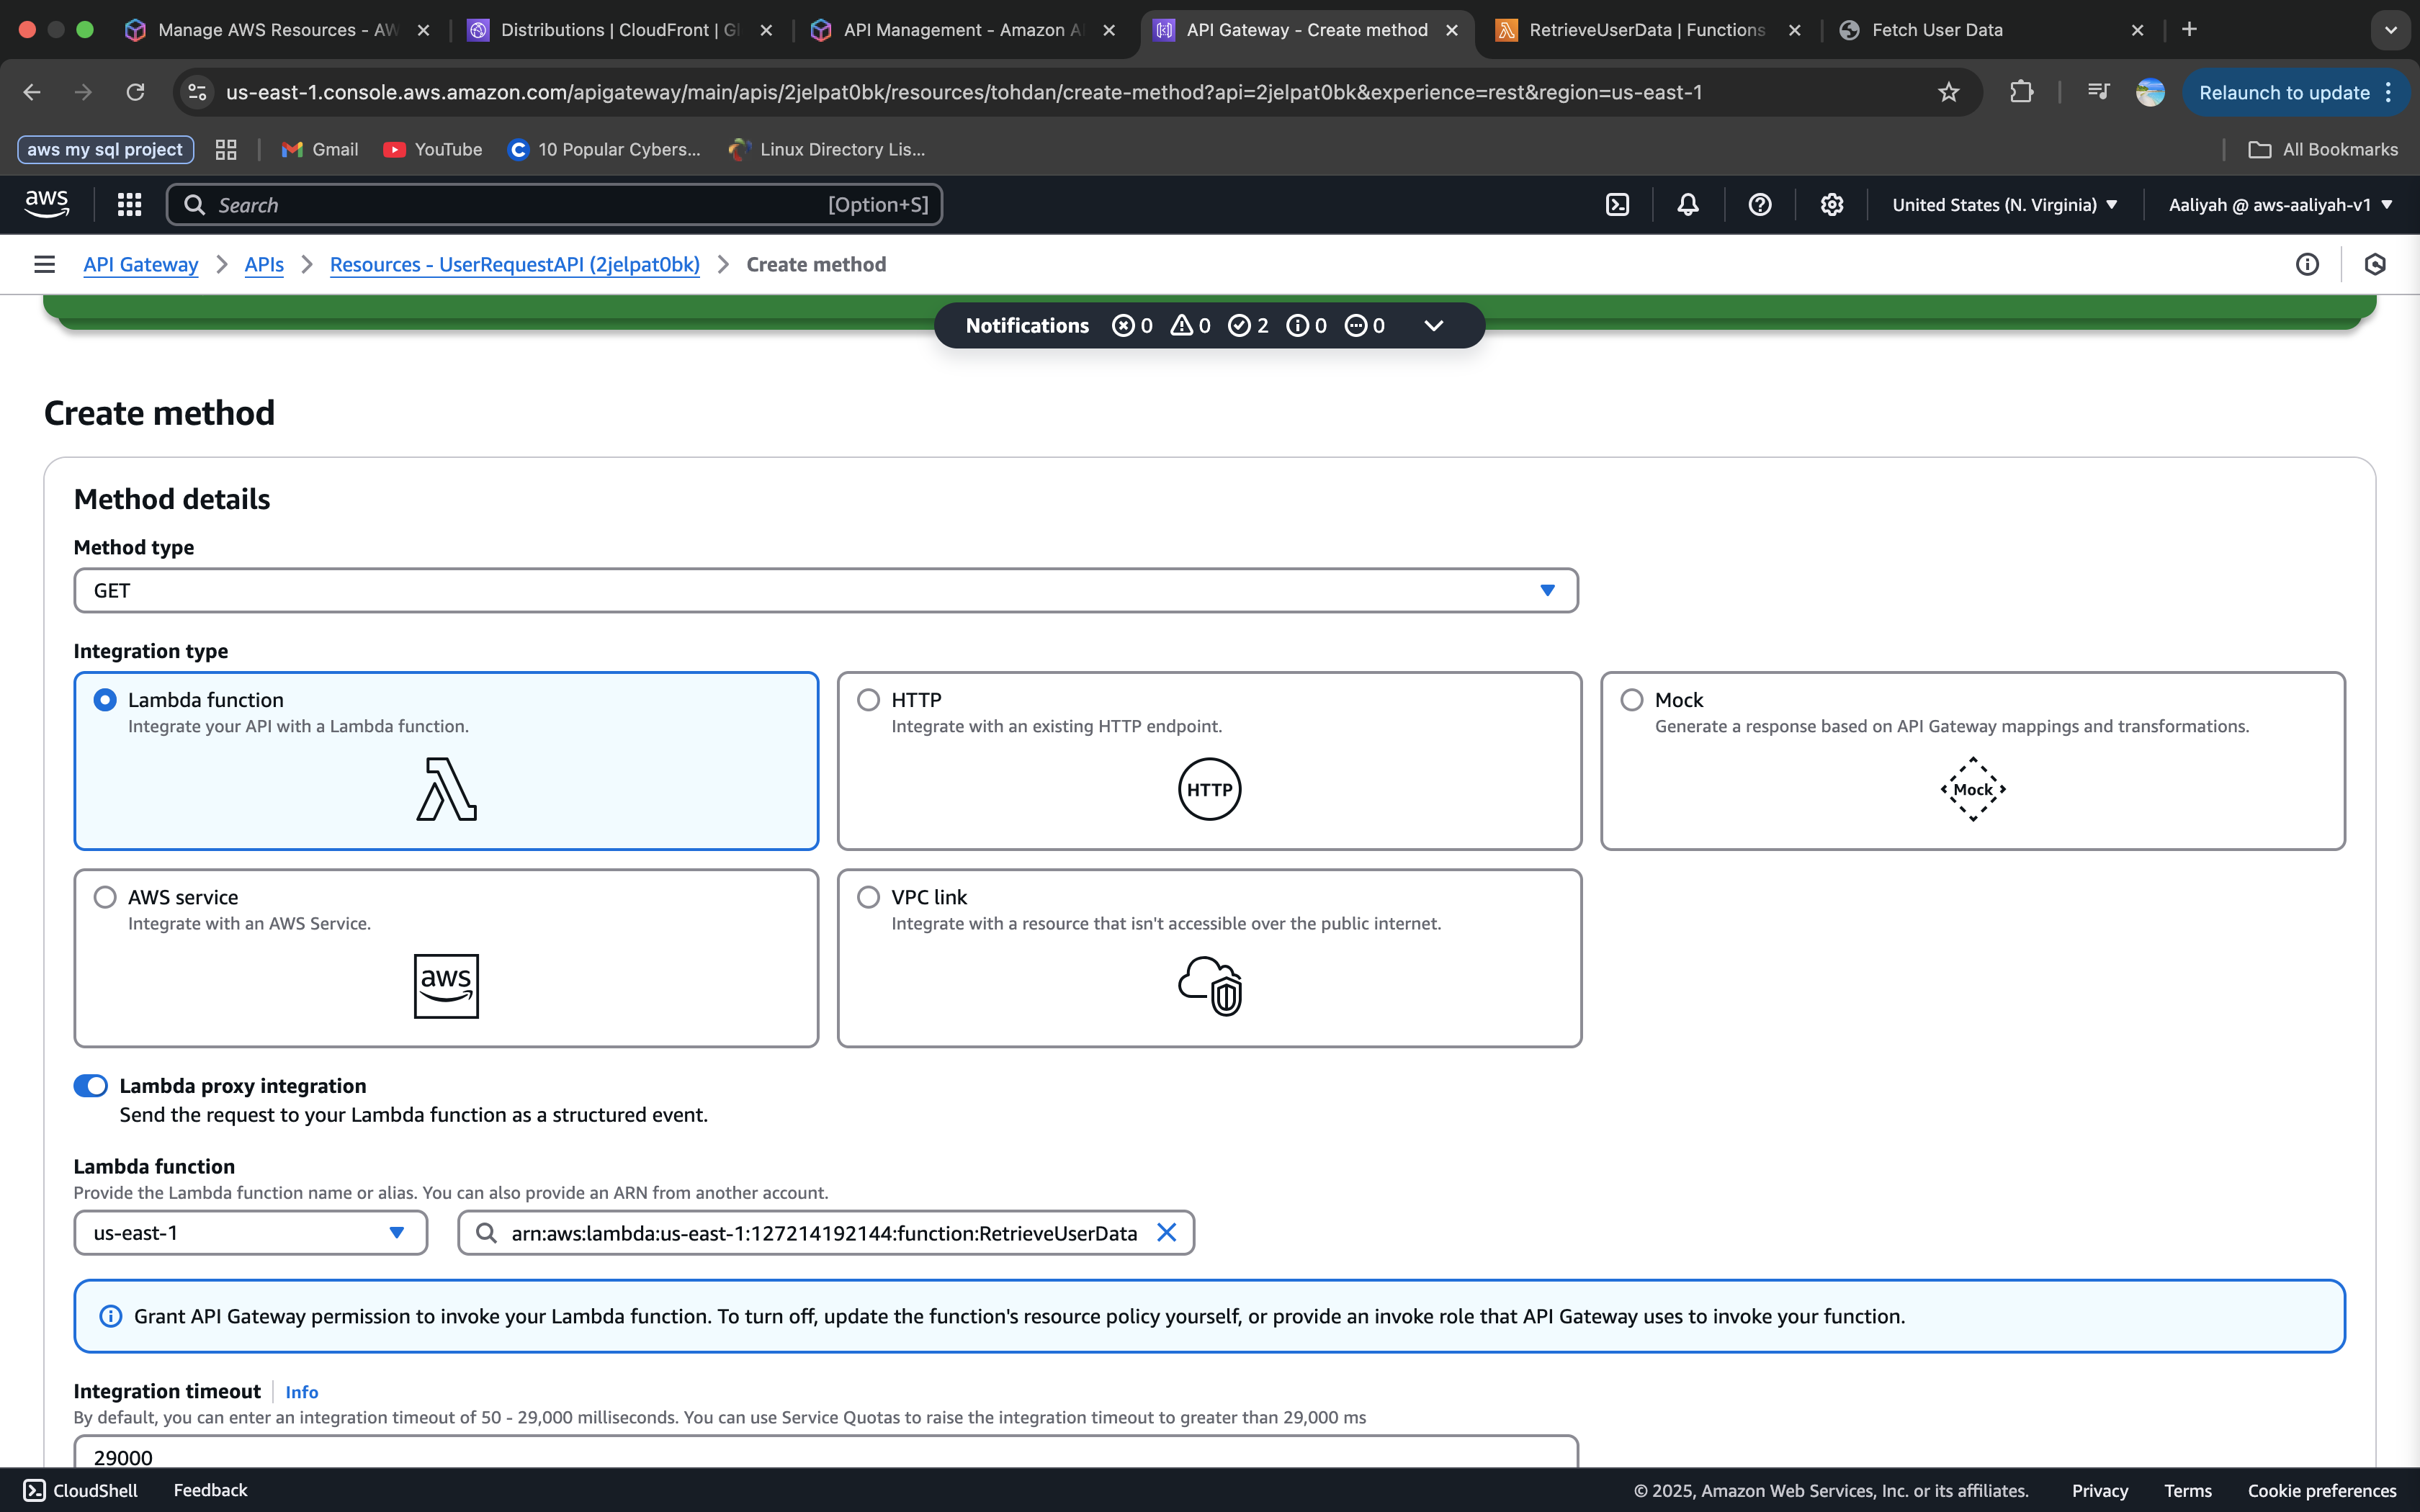 Manage AWS Resources - AW
Distributions | CloudFront | Gl
API Management - Amazon A
API Gateway - Create method
RetrieveUserData | Functions
Fetch User Data
us-east-1.console.aws.amazon.com/apigateway/main/apis/2jelpat0bk/resources/tohdan/create-method?api=2jelpat0bk&experience=rest&region=us-east-1
Relaunch to update
aws my sql project
Gmail
YouTube
10 Popular Cybers...
Linux Directory Lis...
All Bookmarks
aws
Search
[Option+S]
United States (N. Virginia)
Aaliyah @ aws-aaliyah-v1
API Gateway
APIs
Resources - UserRequestAPI (2jelpat0bk)
Create method
Notifications 0 0 2 0 0
Create method
Method details
Method type
GET
Integration type
Lambda function
Integrate your API with a Lambda function.
HTTP
Integrate with an existing HTTP endpoint.
HTTP
Mock
Generate a response based on API Gateway mappings and transformations.
Mock
AWS service
Integrate with an AWS Service.
aws
VPC link
Integrate with a resource that isn't accessible over the public internet.
Lambda proxy integration
Send the request to your Lambda function as a structured event.
Lambda function
Provide the Lambda function name or alias. You can also provide an ARN from another account.
us-east-1
arn:aws:lambda:us-east-1:127214192144:function:RetrieveUserData
Grant API Gateway permission to invoke your Lambda function. To turn off, update the function's resource policy yourself, or provide an invoke role that API Gateway uses to invoke your function.
Integration timeout
Info
By default, you can enter an integration timeout of 50 - 29,000 milliseconds. You can use Service Quotas to raise the integration timeout to greater than 29,000 ms
29000
CloudShell
Feedback
© 2025, Amazon Web Services, Inc. or its affiliates.
Privacy
Terms
Cookie preferences